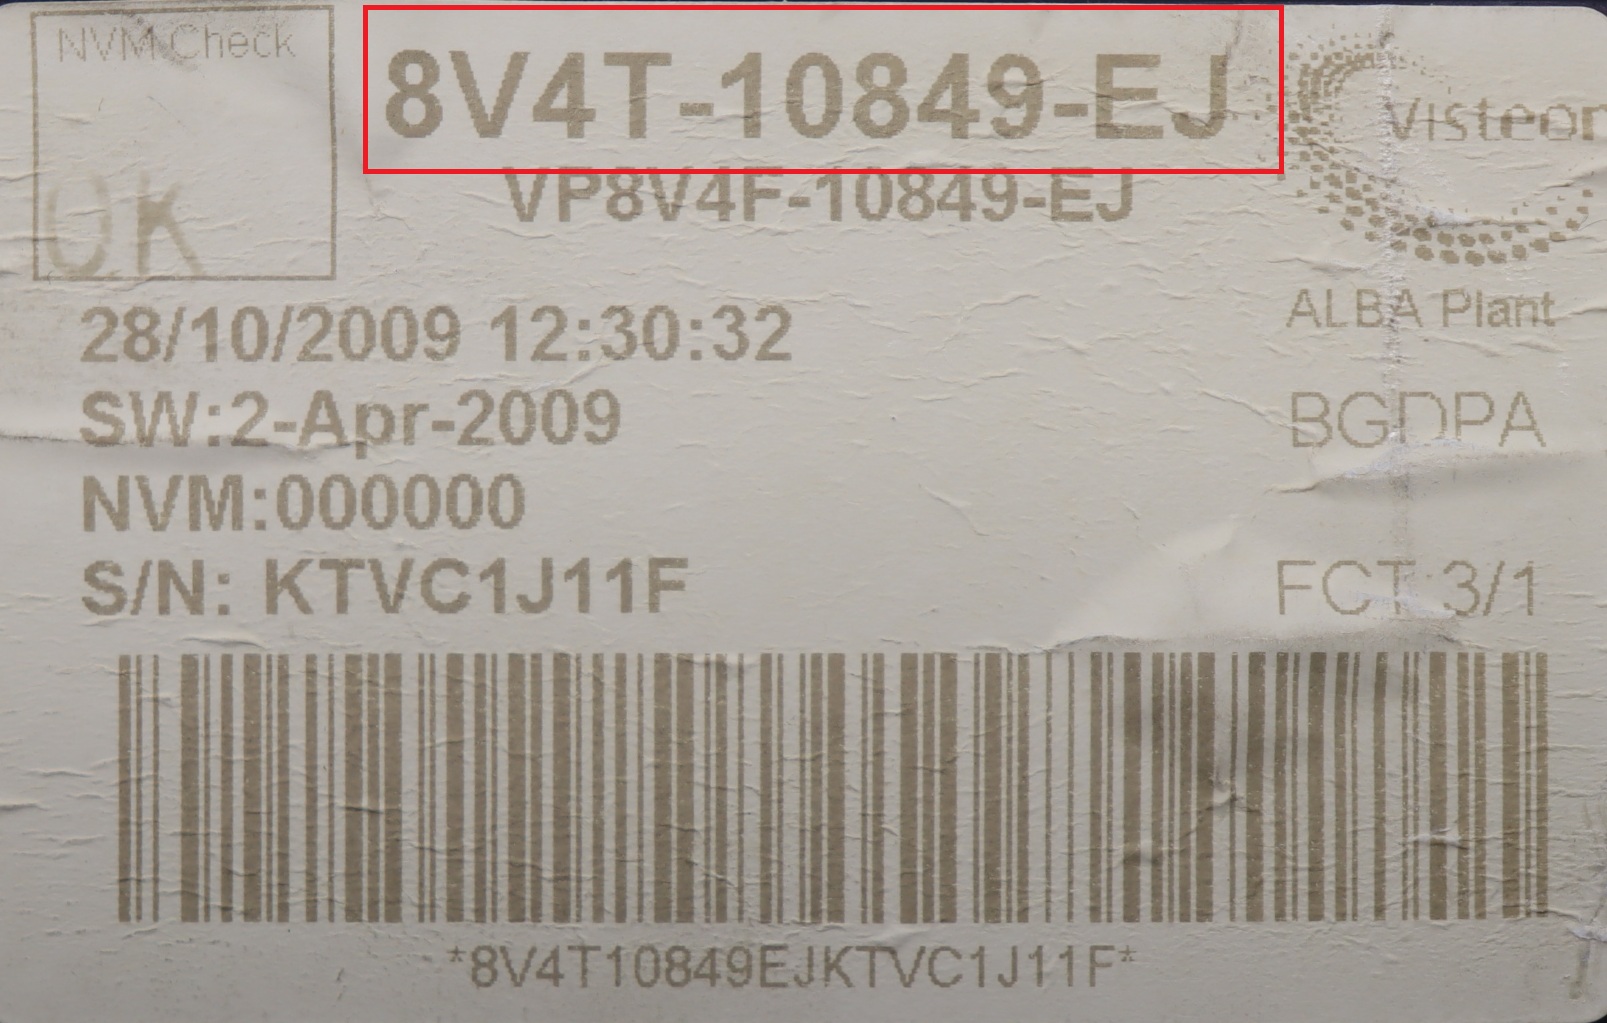 NVM Check
OK
8V4T-10849-EJ
VP8V4F-10849-EJ
Visteon
28/10/2009 12:30:32
ALBA Plant
SW:2-Apr-2009
BGDPA
NVM:000000
S/N: KTVC1J11F
FCT 3/1
*8V4T10849EJKTVC1J11F*